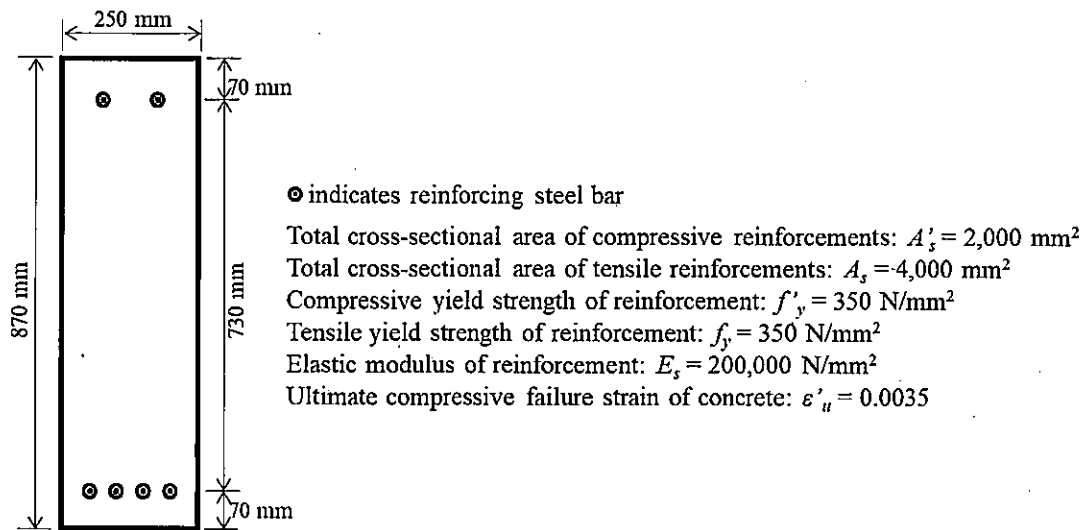 250 mm
70 mm
870 mm
730 mm
indicates reinforcing steel bar
Total cross-sectional area of compressive reinforcements: A's = 2,000 mm²
Total cross-sectional area of tensile reinforcements: As = 4,000 mm²
Compressive yield strength of reinforcement: f'y = 350 N/mm²
Tensile yield strength of reinforcement: fy = 350 N/mm²
Elastic modulus of reinforcement: Es = 200,000 N/mm²
Ultimate compressive failure strain of concrete: ε'u = 0.0035
70 mm